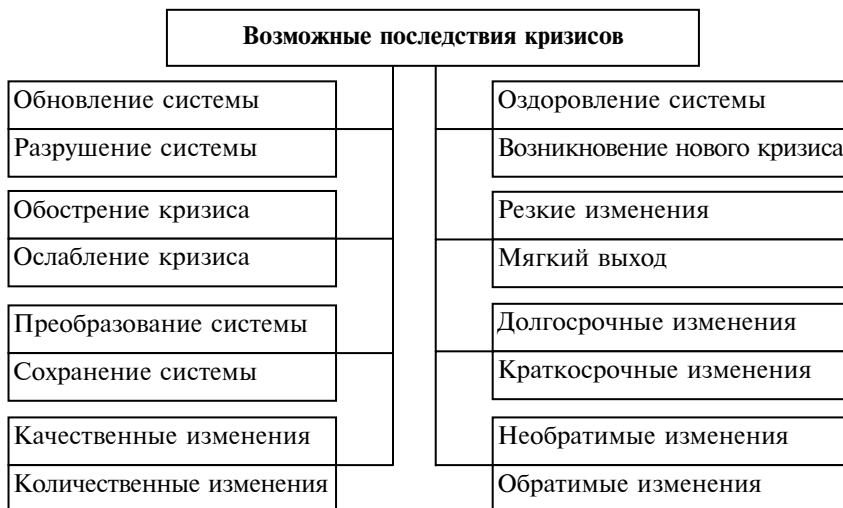 Возможные последствия кризисов
Обновление системы
Разрушение системы
Обострение кризиса
Ослабление кризиса
Преобразование системы
Сохранение системы
Качественные изменения
Количественные изменения
Оздоровление системы
Возникновение нового кризиса
Резкие изменения
Мягкий выход
Долгосрочные изменения
Краткосрочные изменения
Необратимые изменения
Обратимые изменения